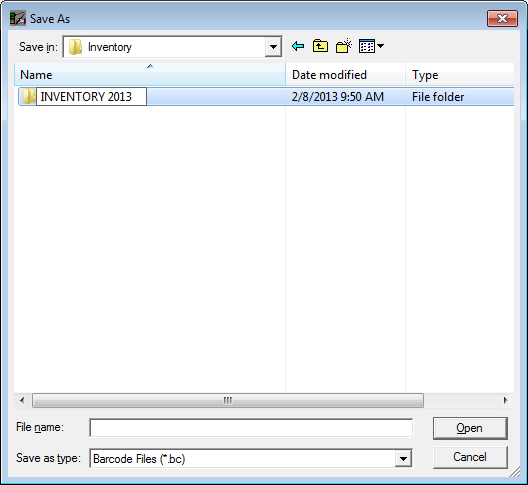 Save As
Save in: Inventory
Name Date modified Type
INVENTORY 2013 2/8/2013 9:50 AM File folder
File name: Open
Save as type: Barcode Files (*.bc) Cancel